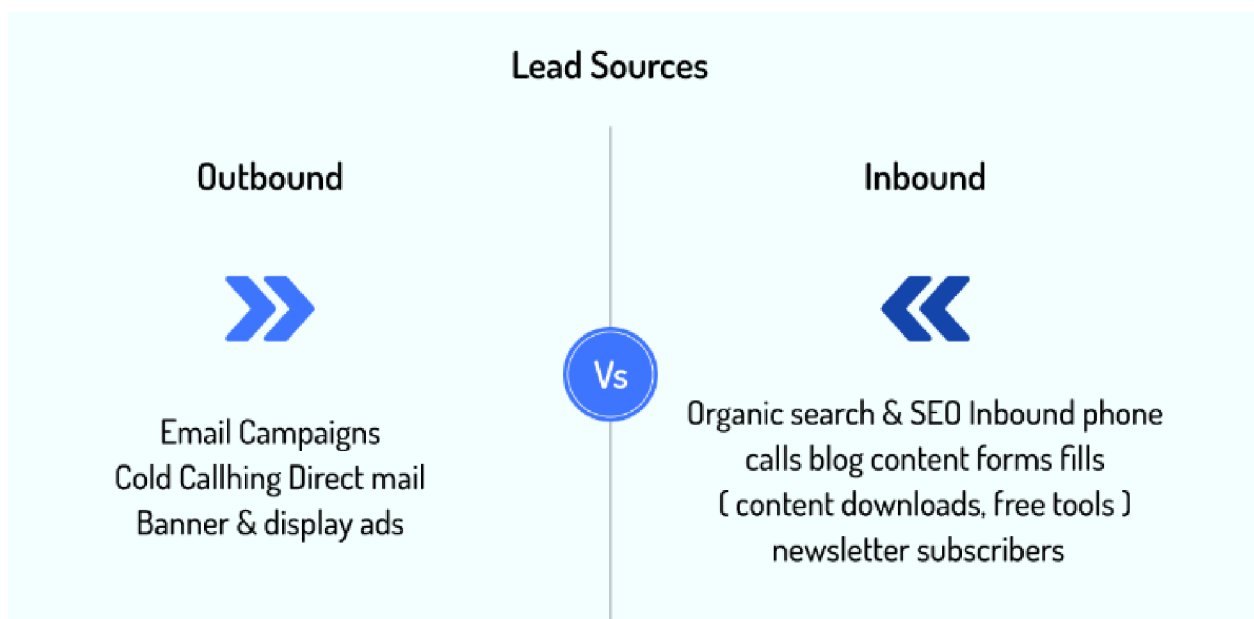 Lead Sources
Outbound
Email Campaigns
Cold Callhing Direct mail
Banner & display ads
Vs
Inbound
Organic search & SEO Inbound phone
calls blog content forms fills
( content downloads, free tools )
newsletter subscribers